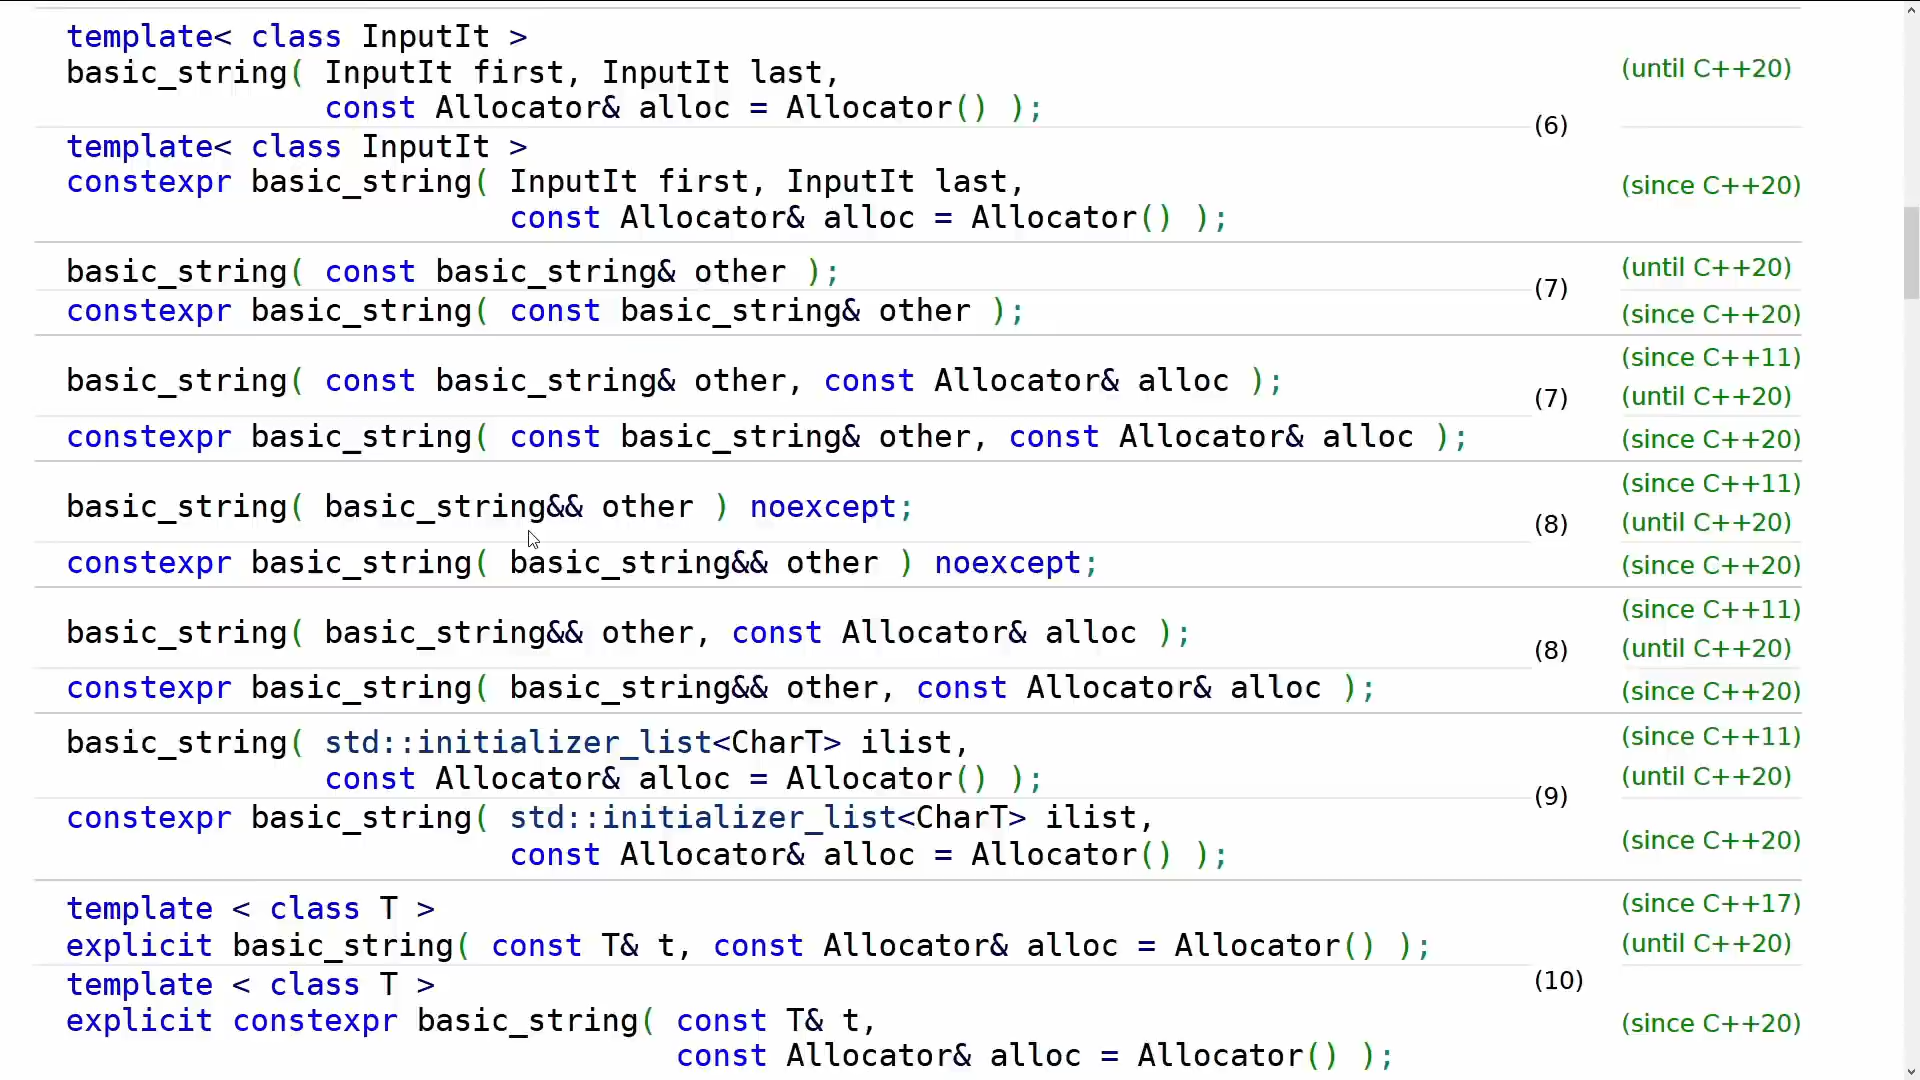 template< class InputIt >
basic_string( InputIt first, InputIt last,
const Allocator& alloc = Allocator() );
(until C++20)
(6)
template< class InputIt >
constexpr basic_string( InputIt first, InputIt last,
const Allocator& alloc = Allocator() );
(since C++20)
basic_string( const basic_string& other );
(until C++20)
(7)
constexpr basic_string( const basic_string& other );
(since C++20)
basic_string( const basic_string& other, const Allocator& alloc );
(since C++11)
(until C++20)
(7)
constexpr basic_string( const basic_string& other, const Allocator& alloc );
(since C++20)
basic_string( basic_string&& other ) noexcept;
(since C++11)
(until C++20)
(8)
constexpr basic_string( basic_string&& other ) noexcept;
(since C++20)
basic_string( basic_string&& other, const Allocator& alloc );
(since C++11)
(until C++20)
(8)
constexpr basic_string( basic_string&& other, const Allocator& alloc );
(since C++20)
basic_string( std::initializer_list<CharT> ilist,
const Allocator& alloc = Allocator() );
(since C++11)
(until C++20)
(9)
constexpr basic_string( std::initializer_list<CharT> ilist,
const Allocator& alloc = Allocator() );
(since C++20)
template < class T >
explicit basic_string( const T& t, const Allocator& alloc = Allocator() );
(since C++17)
(until C++20)
(10)
template < class T >
explicit constexpr basic_string( const T& t,
const Allocator& alloc = Allocator() );
(since C++20)